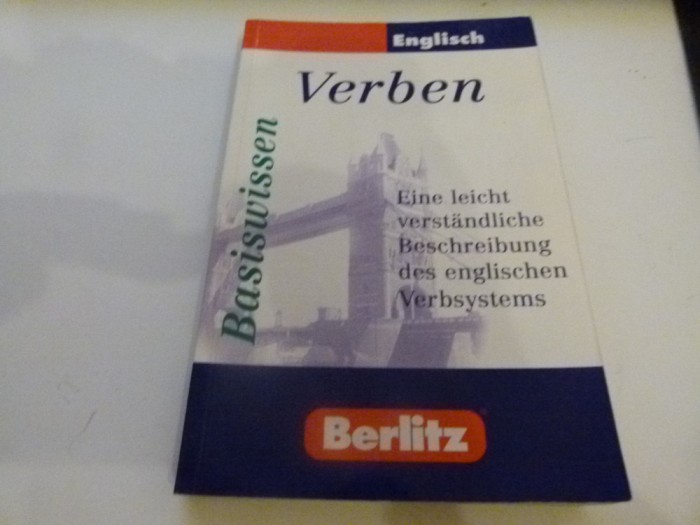 Englisch
Verben
Basiswissen
Eine leicht
verständliche
Beschreibung
des englischen
Verbsystems
Berlitz